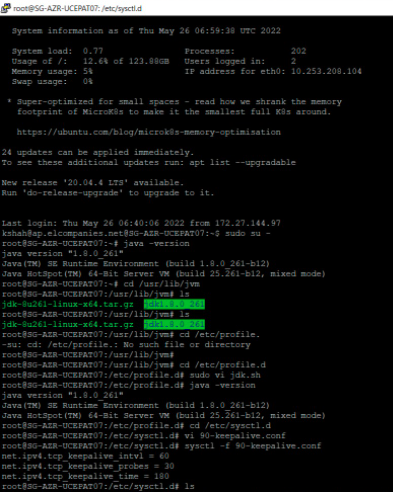 root@SG-AZR-UCEPAT07: /etc/sysctl.d
System information as of Thu May 26 06:59:38 UTC 2022
System load: 0.77 Processes: 202
Usage of /: 12.6% of 123.88GB Users logged in: 2
Memory usage: 5% IP address for eth0: 10.253.208.104
Swap usage: 0%
* Super-optimized for small spaces - read how we shrank the memory
footprint of MicroK8s to make it the smallest full K8s around.
https://ubuntu.com/blog/microk8s-memory-optimisation
24 updates can be applied immediately.
To see these additional updates run: apt list --upgradable
New release '20.04.4 LTS' available.
Run 'do-release-upgrade' to upgrade to it.
Last login: Thu May 26 06:40:06 2022 from 172.27.144.97
kshah@ap.elcompanies.net@SG-AZR-UCEPAT07:~$ sudo su -
root@SG-AZR-UCEPAT07:~# java -version
java version "1.8.0_261"
Java(TM) SE Runtime Environment (build 1.8.0_261-b12)
Java HotSpot(TM) 64-Bit Server VM (build 25.261-b12, mixed mode)
root@SG-AZR-UCEPAT07:~# cd /usr/lib/jvm
root@SG-AZR-UCEPAT07:/usr/lib/jvm# ls
jdk-8u261-linux-x64.tar.gz jdk1.8.0_261
root@SG-AZR-UCEPAT07:/usr/lib/jvm# ls
jdk-8u261-linux-x64.tar.gz jdk1.8.0_261
root@SG-AZR-UCEPAT07:/usr/lib/jvm# cd /etc/profile.
-su: cd: /etc/profile.: No such file or directory
root@SG-AZR-UCEPAT07:/usr/lib/jvm#
root@SG-AZR-UCEPAT07:/usr/lib/jvm# cd /etc/profile.d
root@SG-AZR-UCEPAT07:/etc/profile.d# sudo vi jdk.sh
root@SG-AZR-UCEPAT07:/etc/profile.d# java -version
java version "1.8.0_261"
Java(TM) SE Runtime Environment (build 1.8.0_261-b12)
Java HotSpot(TM) 64-Bit Server VM (build 25.261-b12, mixed mode)
root@SG-AZR-UCEPAT07:/etc/profile.d# cd /etc/sysctl.d
root@SG-AZR-UCEPAT07:/etc/sysctl.d# vi 90-keepalive.conf
root@SG-AZR-UCEPAT07:/etc/sysctl.d# sysctl -f 90-keepalive.conf
net.ipv4.tcp_keepalive_intvl = 60
net.ipv4.tcp_keepalive_probes = 30
net.ipv4.tcp_keepalive_time = 180
root@SG-AZR-UCEPAT07:/etc/sysctl.d# ls